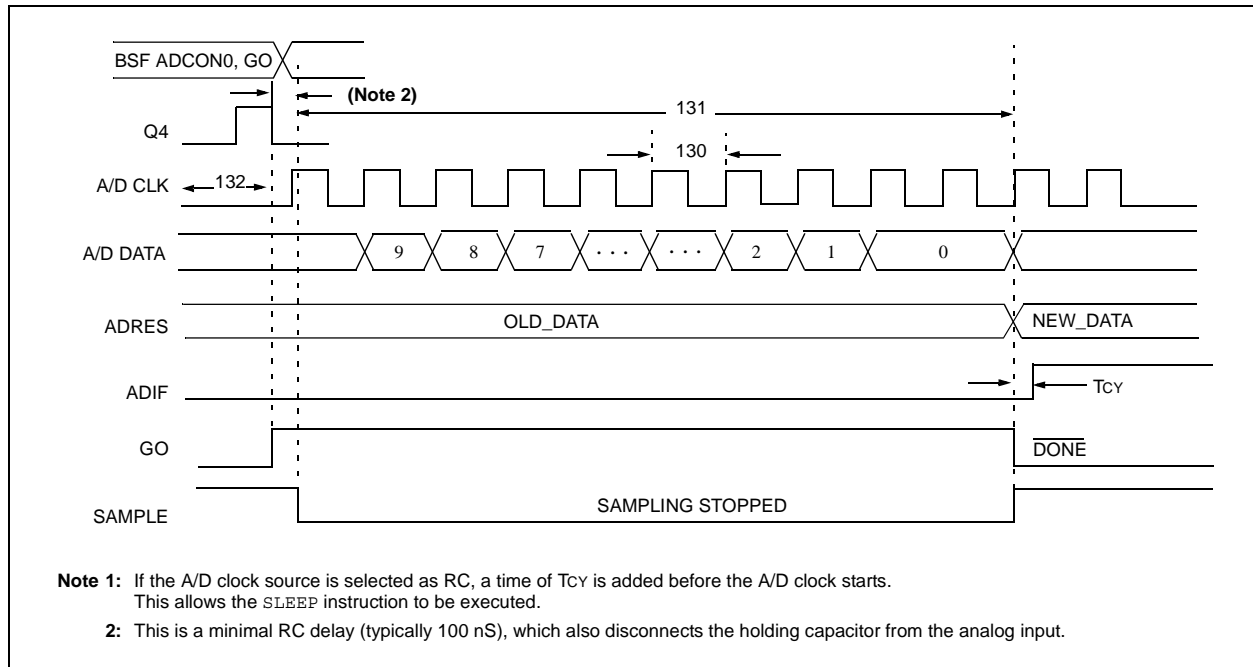 BSF ADCON0, GO
(Note 2)
131
Q4
130
A/D CLK
132
A/D DATA
9 8 7 · · · · · · 2 1 0
ADRES
OLD_DATA
NEW_DATA
ADIF
TCY
GO
DONE
SAMPLE
SAMPLING STOPPED
Note 1: If the A/D clock source is selected as RC, a time of TCY is added before the A/D clock starts.
This allows the SLEEP instruction to be executed.
2: This is a minimal RC delay (typically 100 nS), which also disconnects the holding capacitor from the analog input.